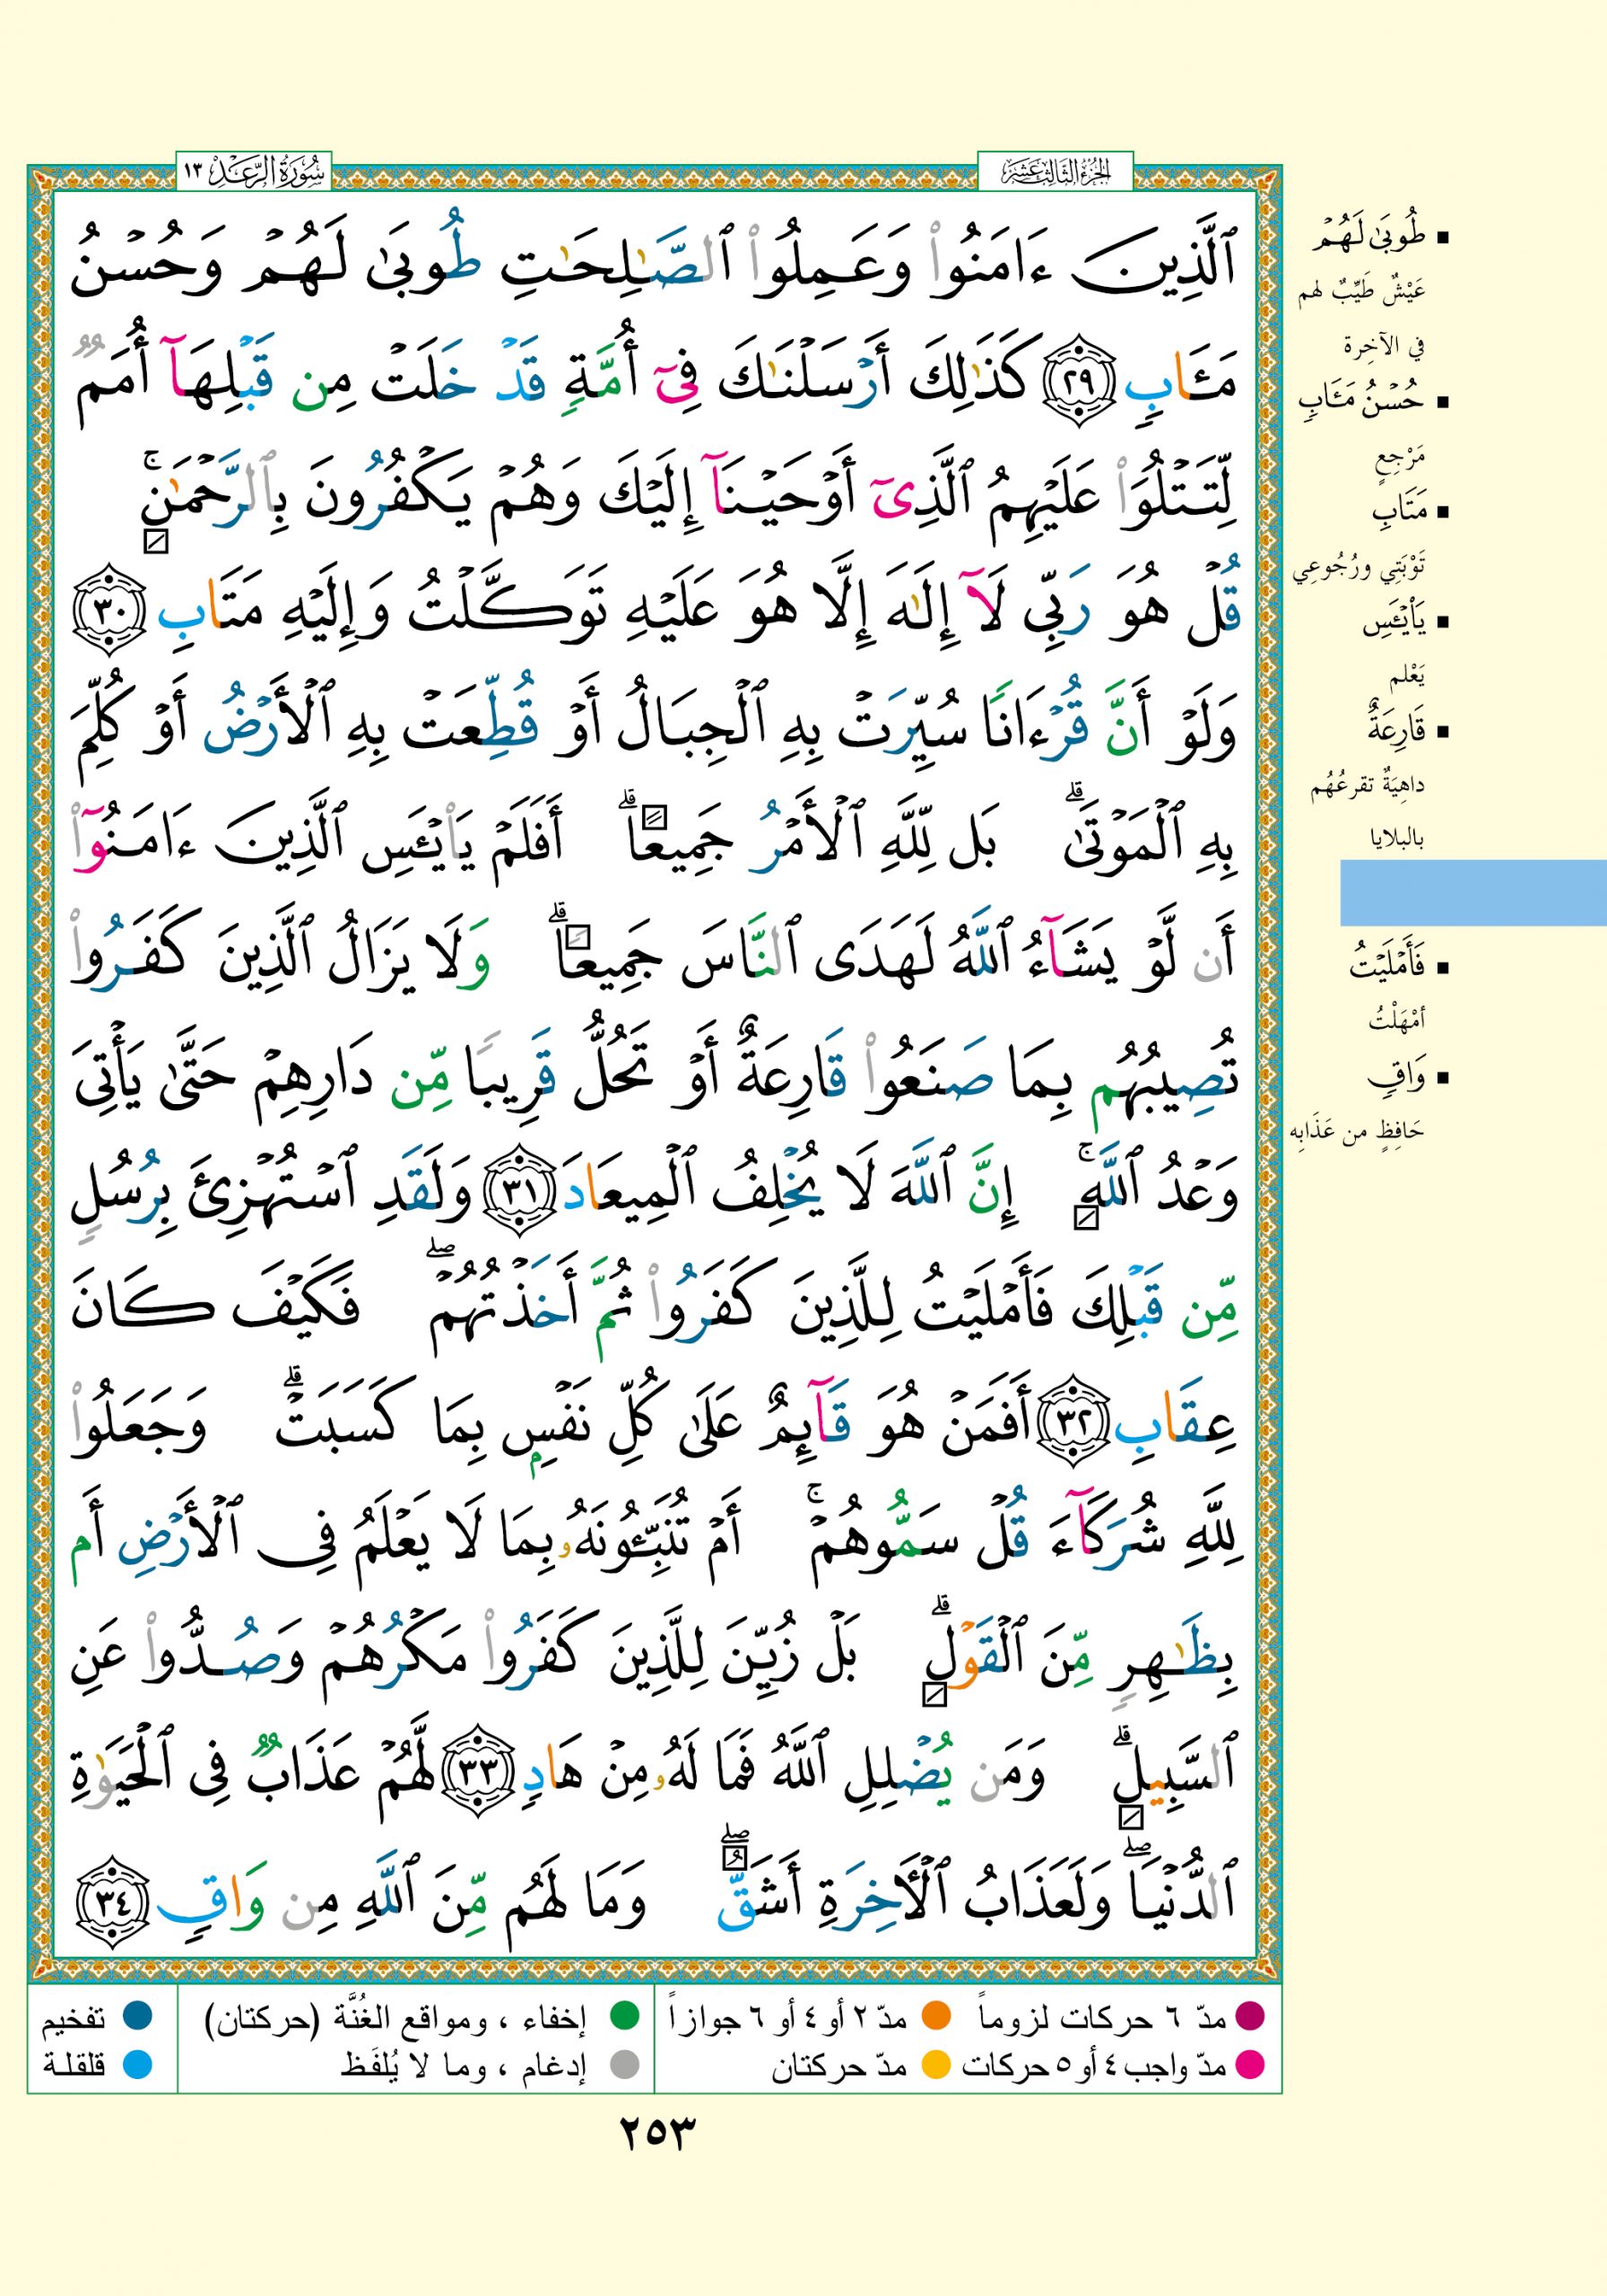 الجزء الثالث عشر
سورة الرعد ١٣
ٱلَّذِينَ ءَامَنُوا۟ وَعَمِلُوا۟ ٱلصَّـٰلِحَـٰتِ طُوبَىٰ لَهُمْ وَحُسْنُ
مَـَٔابٍ ٢٩ كَذَٰلِكَ أَرْسَلْنَـٰكَ فِىٓ أُمَّةٍ قَدْ خَلَتْ مِن قَبْلِهَآ أُمَمٌ
لِّتَتْلُوَا۟ عَلَيْهِمُ ٱلَّذِىٓ أَوْحَيْنَآ إِلَيْكَ وَهُمْ يَكْفُرُونَ بِٱلرَّحْمَـٰنِ ۚ
قُلْ هُوَ رَبِّى لَآ إِلَـٰهَ إِلَّا هُوَ عَلَيْهِ تَوَكَّلْتُ وَإِلَيْهِ مَتَابِ ٣٠
وَلَوْ أَنَّ قُرْءَانًا سُيِّرَتْ بِهِ ٱلْجِبَالُ أَوْ قُطِّعَتْ بِهِ ٱلْأَرْضُ أَوْ كُلِّمَ
بِهِ ٱلْمَوْتَىٰ ۗ بَل لِّلَّهِ ٱلْأَمْرُ جَمِيعًا ۗ أَفَلَمْ يَا۟يْـَٔسِ ٱلَّذِينَ ءَامَنُوٓا۟
أَن لَّوْ يَشَآءُ ٱللَّهُ لَهَدَى ٱلنَّاسَ جَمِيعًا ۗ وَلَا يَزَالُ ٱلَّذِينَ كَفَرُوا۟
تُصِيبُهُم بِمَا صَنَعُوا۟ قَارِعَةٌ أَوْ تَحُلُّ قَرِيبًا مِّن دَارِهِمْ حَتَّىٰ يَأْتِىَ
وَعْدُ ٱللَّهِ ۚ إِنَّ ٱللَّهَ لَا يُخْلِفُ ٱلْمِيعَادَ ٣١ وَلَقَدِ ٱسْتُهْزِئَ بِرُسُلٍ
مِّن قَبْلِكَ فَأَمْلَيْتُ لِلَّذِينَ كَفَرُوا۟ ثُمَّ أَخَذْتُهُمْ ۖ فَكَيْفَ كَانَ
عِقَابِ ٣٢ أَفَمَنْ هُوَ قَآئِمٌ عَلَىٰ كُلِّ نَفْسٍۭ بِمَا كَسَبَتْ ۗ وَجَعَلُوا۟
لِلَّهِ شُرَكَآءَ قُلْ سَمُّوهُمْ ۚ أَمْ تُنَبِّـُٔونَهُۥ بِمَا لَا يَعْلَمُ فِى ٱلْأَرْضِ أَم
بِظَـٰهِرٍ مِّنَ ٱلْقَوْلِ ۗ بَلْ زُيِّنَ لِلَّذِينَ كَفَرُوا۟ مَكْرُهُمْ وَصُدُّوا۟ عَنِ
ٱلسَّبِيلِ ۗ وَمَن يُضْلِلِ ٱللَّهُ فَمَا لَهُۥ مِنْ هَادٍ ٣٣ لَّهُمْ عَذَابٌ فِى ٱلْحَيَوٰةِ
ٱلدُّنْيَا ۖ وَلَعَذَابُ ٱلْـَٔاخِرَةِ أَشَقُّ ۖ وَمَا لَهُم مِّنَ ٱللَّهِ مِن وَاقٍ ٣٤
▪ طُوبَىٰ لَهُمْ
عَيْشٌ طَيِّبٌ لهم
في الآخِرة
▪ حُسْنُ مَـَٔابٍ
مَرْجِعٍ
▪ مَتَابِ
تَوْبَتِي ورُجُوعِي
▪ يَا۟يْـَٔسِ
يَعْلم
▪ قَارِعَةٌ
داهِيَةٌ تقرعُهُم
بالبلايا
▪ فَأَمْلَيْتُ
أمْهَلْتُ
▪ وَاقٍ
حَافِظٍ من عَذَابِه
مدّ ٦ حركات لزوماً مدّ ٢ أو ٤ أو ٦ جوازاً
مدّ واجب ٤ أو ٥ حركات مدّ حركتان
إخفاء ، ومواقع الغُنَّة (حركتان)
إدغام ، وما لا يُلفَظ
تفخيم
قلقلة
٢٥٣